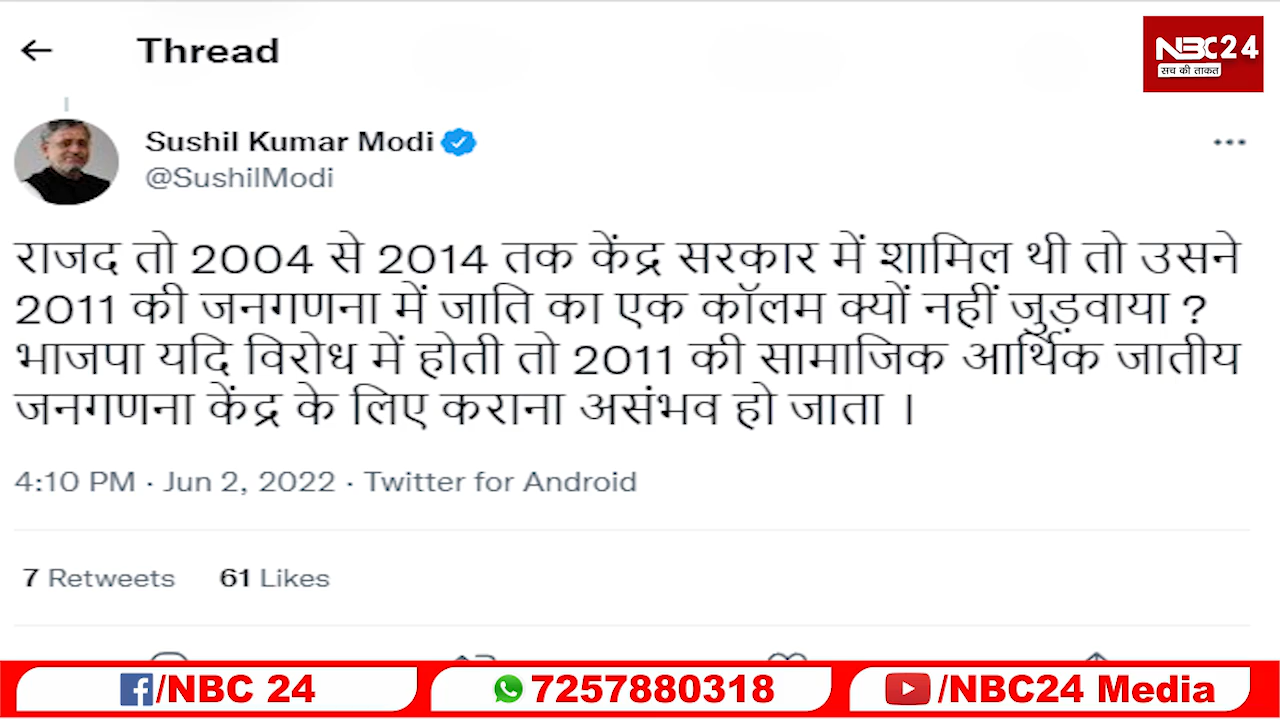 Thread
NBC24
सच की ताकत
Sushil Kumar Modi
@SushilModi
राजद तो 2004 से 2014 तक केंद्र सरकार में शामिल थी तो उसने
2011 की जनगणना में जाति का एक कॉलम क्यों नहीं जुड़वाया ?
भाजपा यदि विरोध में होती तो 2011 की सामाजिक आर्थिक जातीय
जनगणना केंद्र के लिए कराना असंभव हो जाता ।
4:10 PM · Jun 2, 2022 · Twitter for Android
7 Retweets 61 Likes
/NBC 24
7257880318
/NBC24 Media